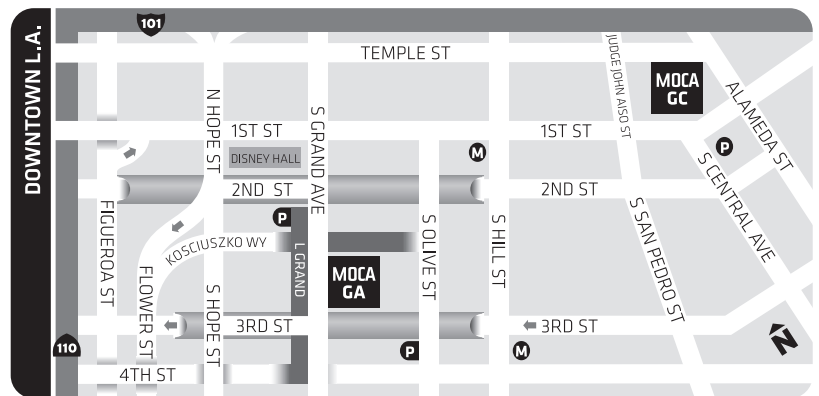 DOWNTOWN L.A.
101
TEMPLE ST
JUDGE JOHN AISO ST
MOCA
GC
ALAMEDA ST
N HOPE ST
S GRAND AVE
1ST ST
1ST ST
DISNEY HALL
M
P
2ND ST
2ND ST
S CENTRAL AVE
FIGUEROA ST
P
KOSCIUSZKO WY
L GRAND
S OLIVE ST
S HILL ST
S SAN PEDRO ST
FLOWER ST
MOCA
GA
S HOPE ST
3RD ST
3RD ST
N
110
P
M
4TH ST